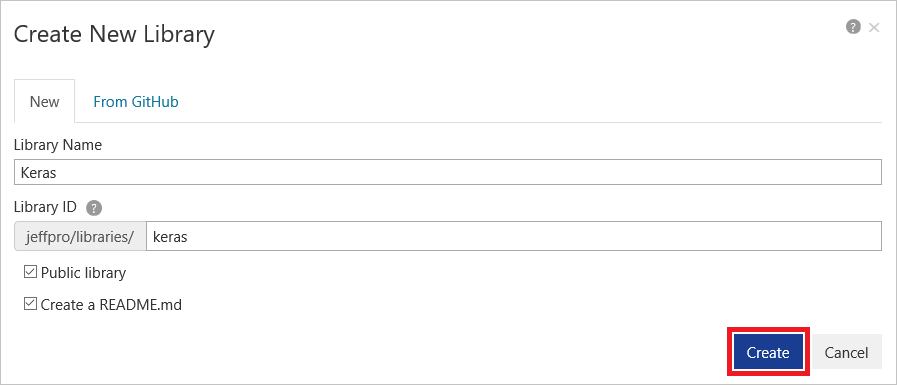 Create New Library
New From GitHub
Library Name
Keras
Library ID ?
jeffpro/libraries/ keras
Public library
Create a README.md
Create Cancel